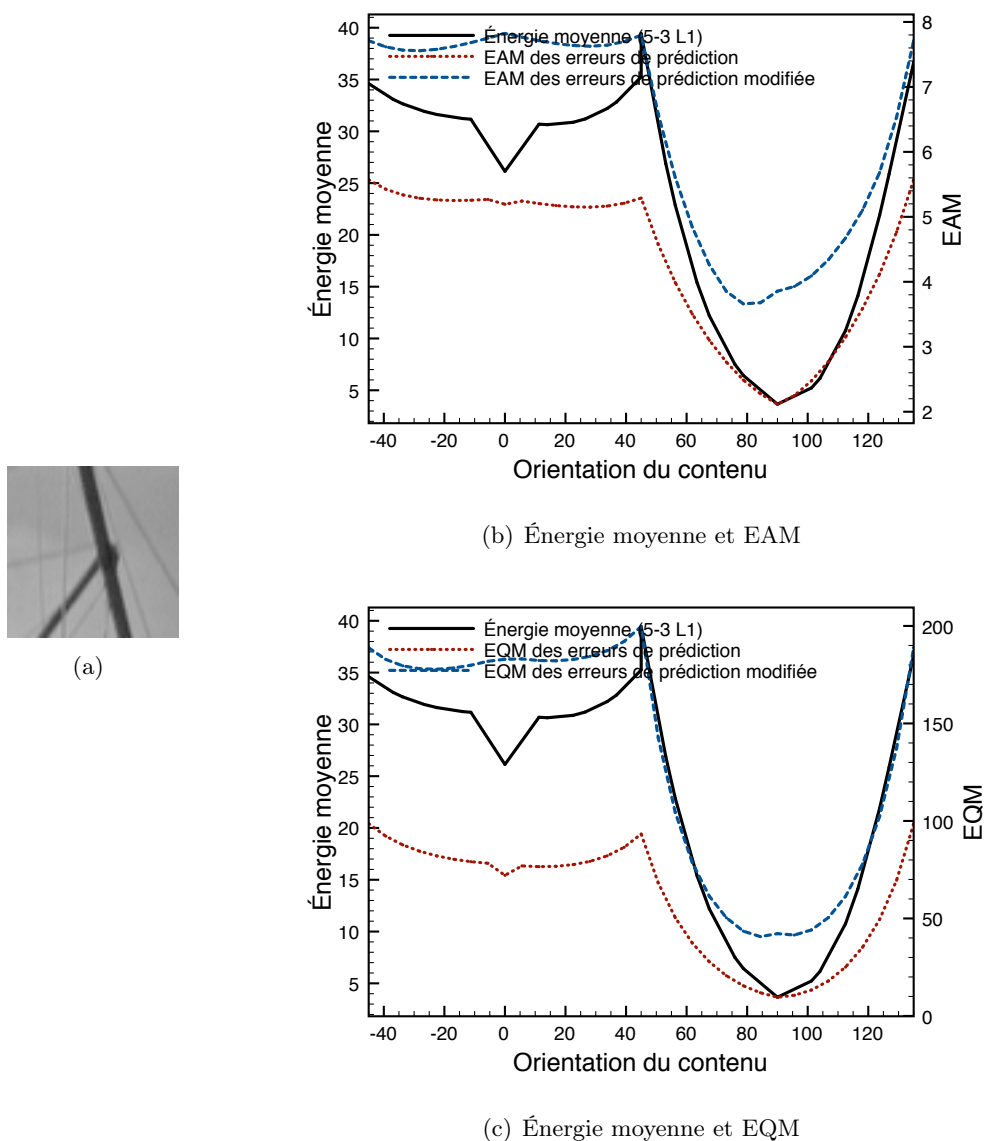 Énergie moyenne (5-3 L1)
EAM des erreurs de prédiction
EAM des erreurs de prédiction modifiée
40
35
30
25
20
15
10
5
Énergie moyenne
8
7
6
5
4
3
2
EAM
-40 -20 0 20 40 60 80 100 120
Orientation du contenu
(b) Énergie moyenne et EAM
(a)
Énergie moyenne (5-3 L1)
EQM des erreurs de prédiction
EQM des erreurs de prédiction modifiée
40
35
30
25
20
15
10
5
Énergie moyenne
200
150
100
50
0
EQM
-40 -20 0 20 40 60 80 100 120
Orientation du contenu
(c) Énergie moyenne et EQM